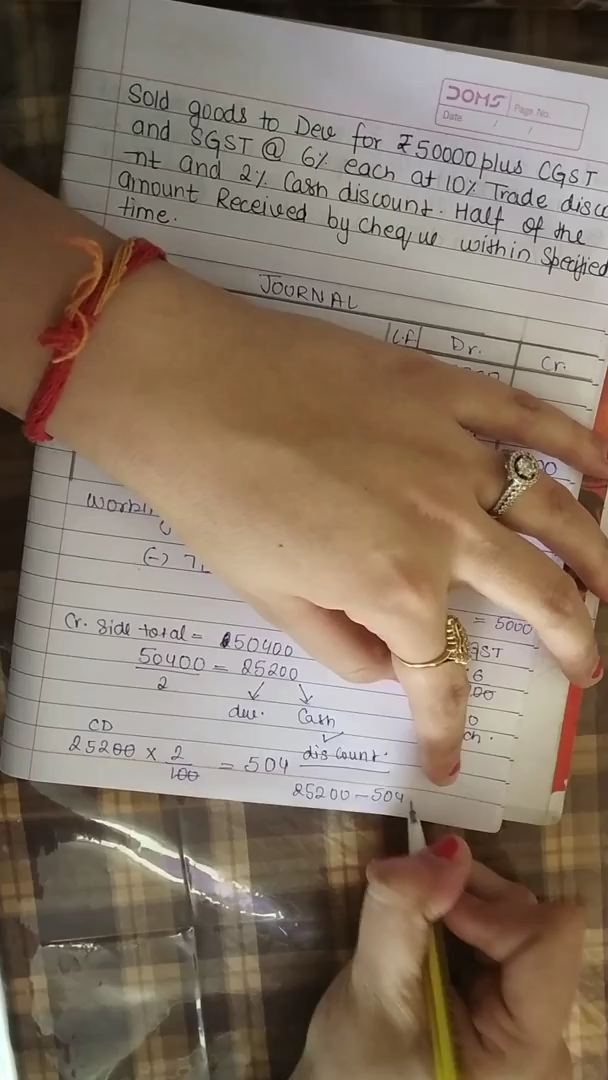 DOMS
Page No.
Date / /
Sold goods to Dev for ₹50000 plus CGST
and SGST @ 6% each at 10% Trade disco
nt and 2% Cash discount. Half of the
amount Received by cheque within Specified
time.
JOURNAL
L.F Dr. Cr.
(-)
= 5000
Cr. Side total = 50400
50400 = 25200
2
due. Cash
discount.
CD
25200 × 2 = 504
100
25200 - 504